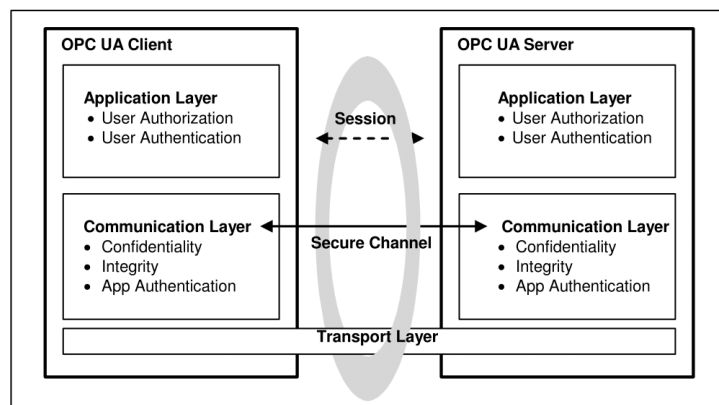 OPC UA Client
Application Layer
• User Authorization
• User Authentication
Communication Layer
• Confidentiality
• Integrity
• App Authentication
Session
Secure Channel
OPC UA Server
Application Layer
• User Authorization
• User Authentication
Communication Layer
• Confidentiality
• Integrity
• App Authentication
Transport Layer